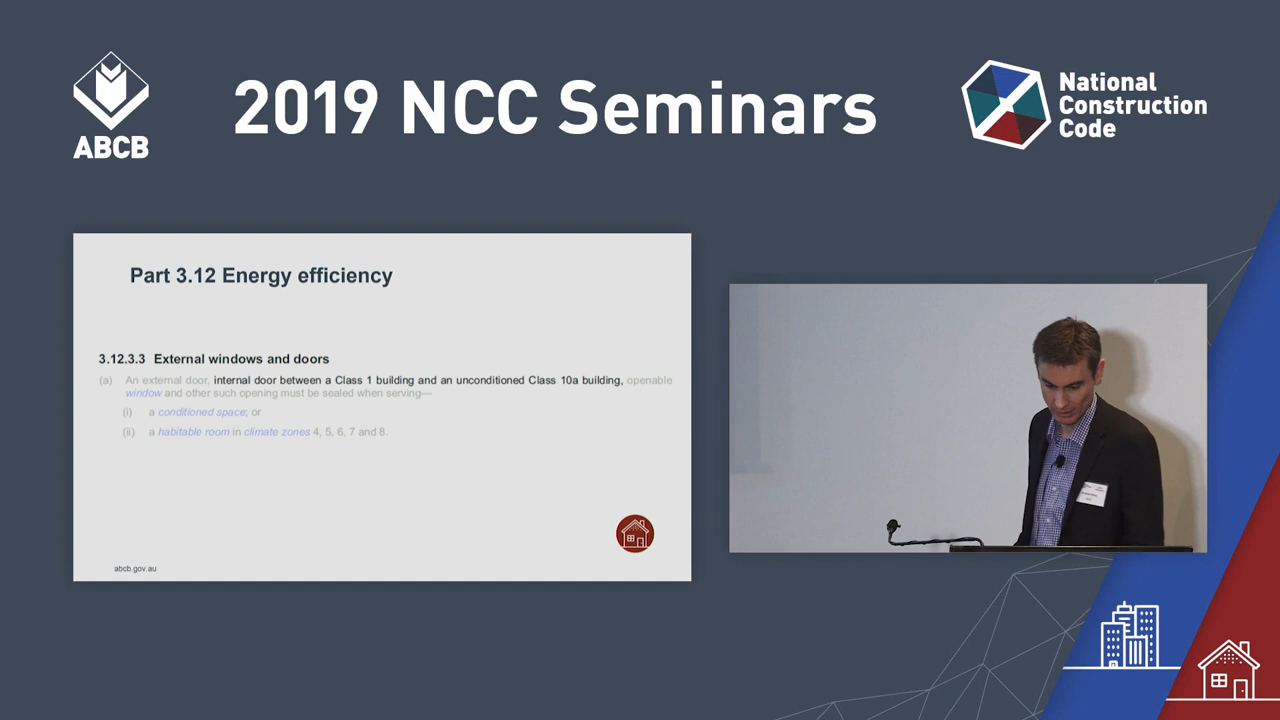 ABCB
2019 NCC Seminars
National
Construction
Code
Part 3.12 Energy efficiency
3.12.3.3 External windows and doors
(a) An external door, internal door between a Class 1 building and an unconditioned Class 10a building, openable
window and other such opening must be sealed when serving—
(i) a conditioned space; or
(ii) a habitable room in climate zones 4, 5, 6, 7 and 8.
abcb.gov.au